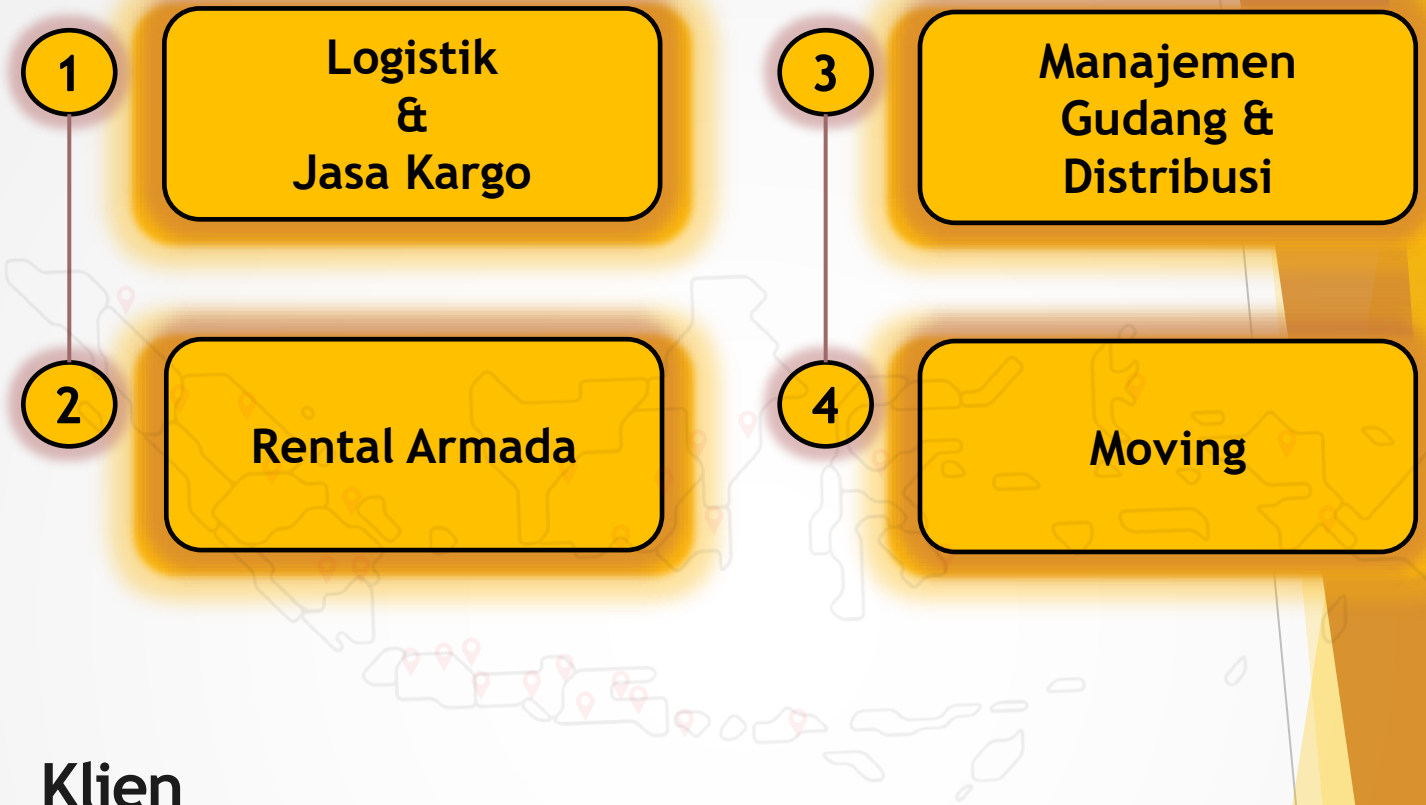 1
Logistik
&
Jasa Kargo
2
Rental Armada
3
Manajemen
Gudang &
Distribusi
4
Moving
Klien